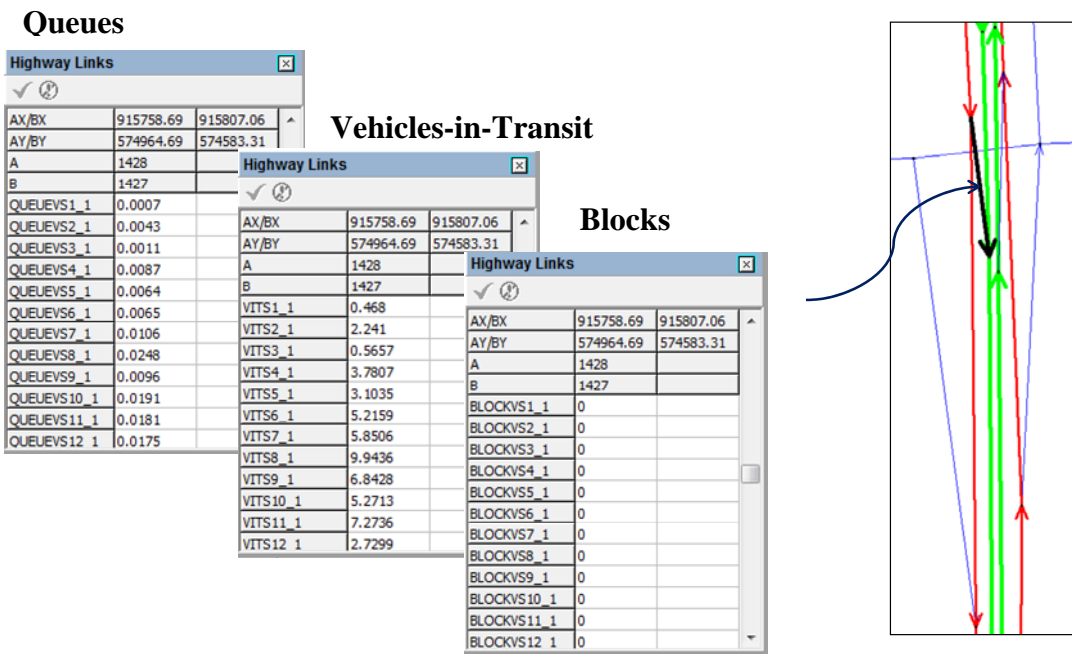 Queues
Highway Links
AX/BX 915758.69 915807.06
AY/BY 574964.69 574583.31
A 1428
B 1427
QUEUEVS1_1 0.0007
QUEUEVS2_1 0.0043
QUEUEVS3_1 0.0011
QUEUEVS4_1 0.0087
QUEUEVS5_1 0.0064
QUEUEVS6_1 0.0065
QUEUEVS7_1 0.0106
QUEUEVS8_1 0.0248
QUEUEVS9_1 0.0096
QUEUEVS10_1 0.0191
QUEUEVS11_1 0.0181
QUEUEVS12 1 0.0175
Vehicles-in-Transit
Highway Links
AX/BX 915758.69 915807.06
AY/BY 574964.69 574583.31
A 1428
B 1427
VITS1_1 0.468
VITS2_1 2.241
VITS3_1 0.5657
VITS4_1 3.7807
VITS5_1 3.1035
VITS6_1 5.2159
VITS7_1 5.8506
VITS8_1 9.9436
VITS9_1 6.8428
VITS10_1 5.2713
VITS11_1 7.2736
VITS12 1 2.7299
Blocks
Highway Links
AX/BX 915758.69 915807.06
AY/BY 574964.69 574583.31
A 1428
B 1427
BLOCKVS1_1 0
BLOCKVS2_1 0
BLOCKVS3_1 0
BLOCKVS4_1 0
BLOCKVS5_1 0
BLOCKVS6_1 0
BLOCKVS7_1 0
BLOCKVS8_1 0
BLOCKVS9_1 0
BLOCKVS10_1 0
BLOCKVS11_1 0
BLOCKVS12 1 0